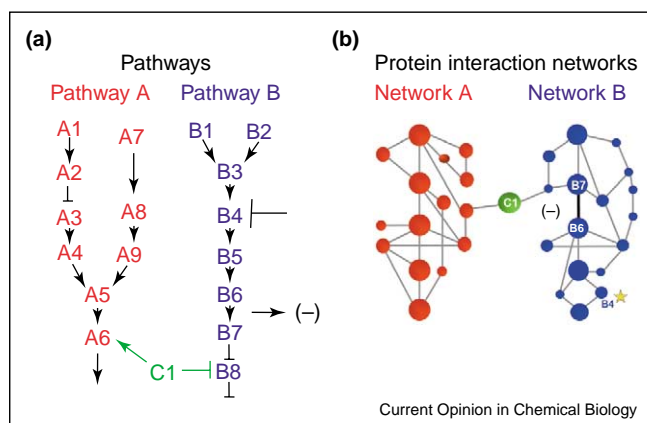 (a)
Pathways
Pathway A
Pathway B
A1
A7
B1
B2
A2
B3
A3
A8
B4
A4
A9
B5
A5
B6
(–)
A6
B7
C1
B8
(b)
Protein interaction networks
Network A
Network B
C1
B7
(–)
B6
B4
Current Opinion in Chemical Biology